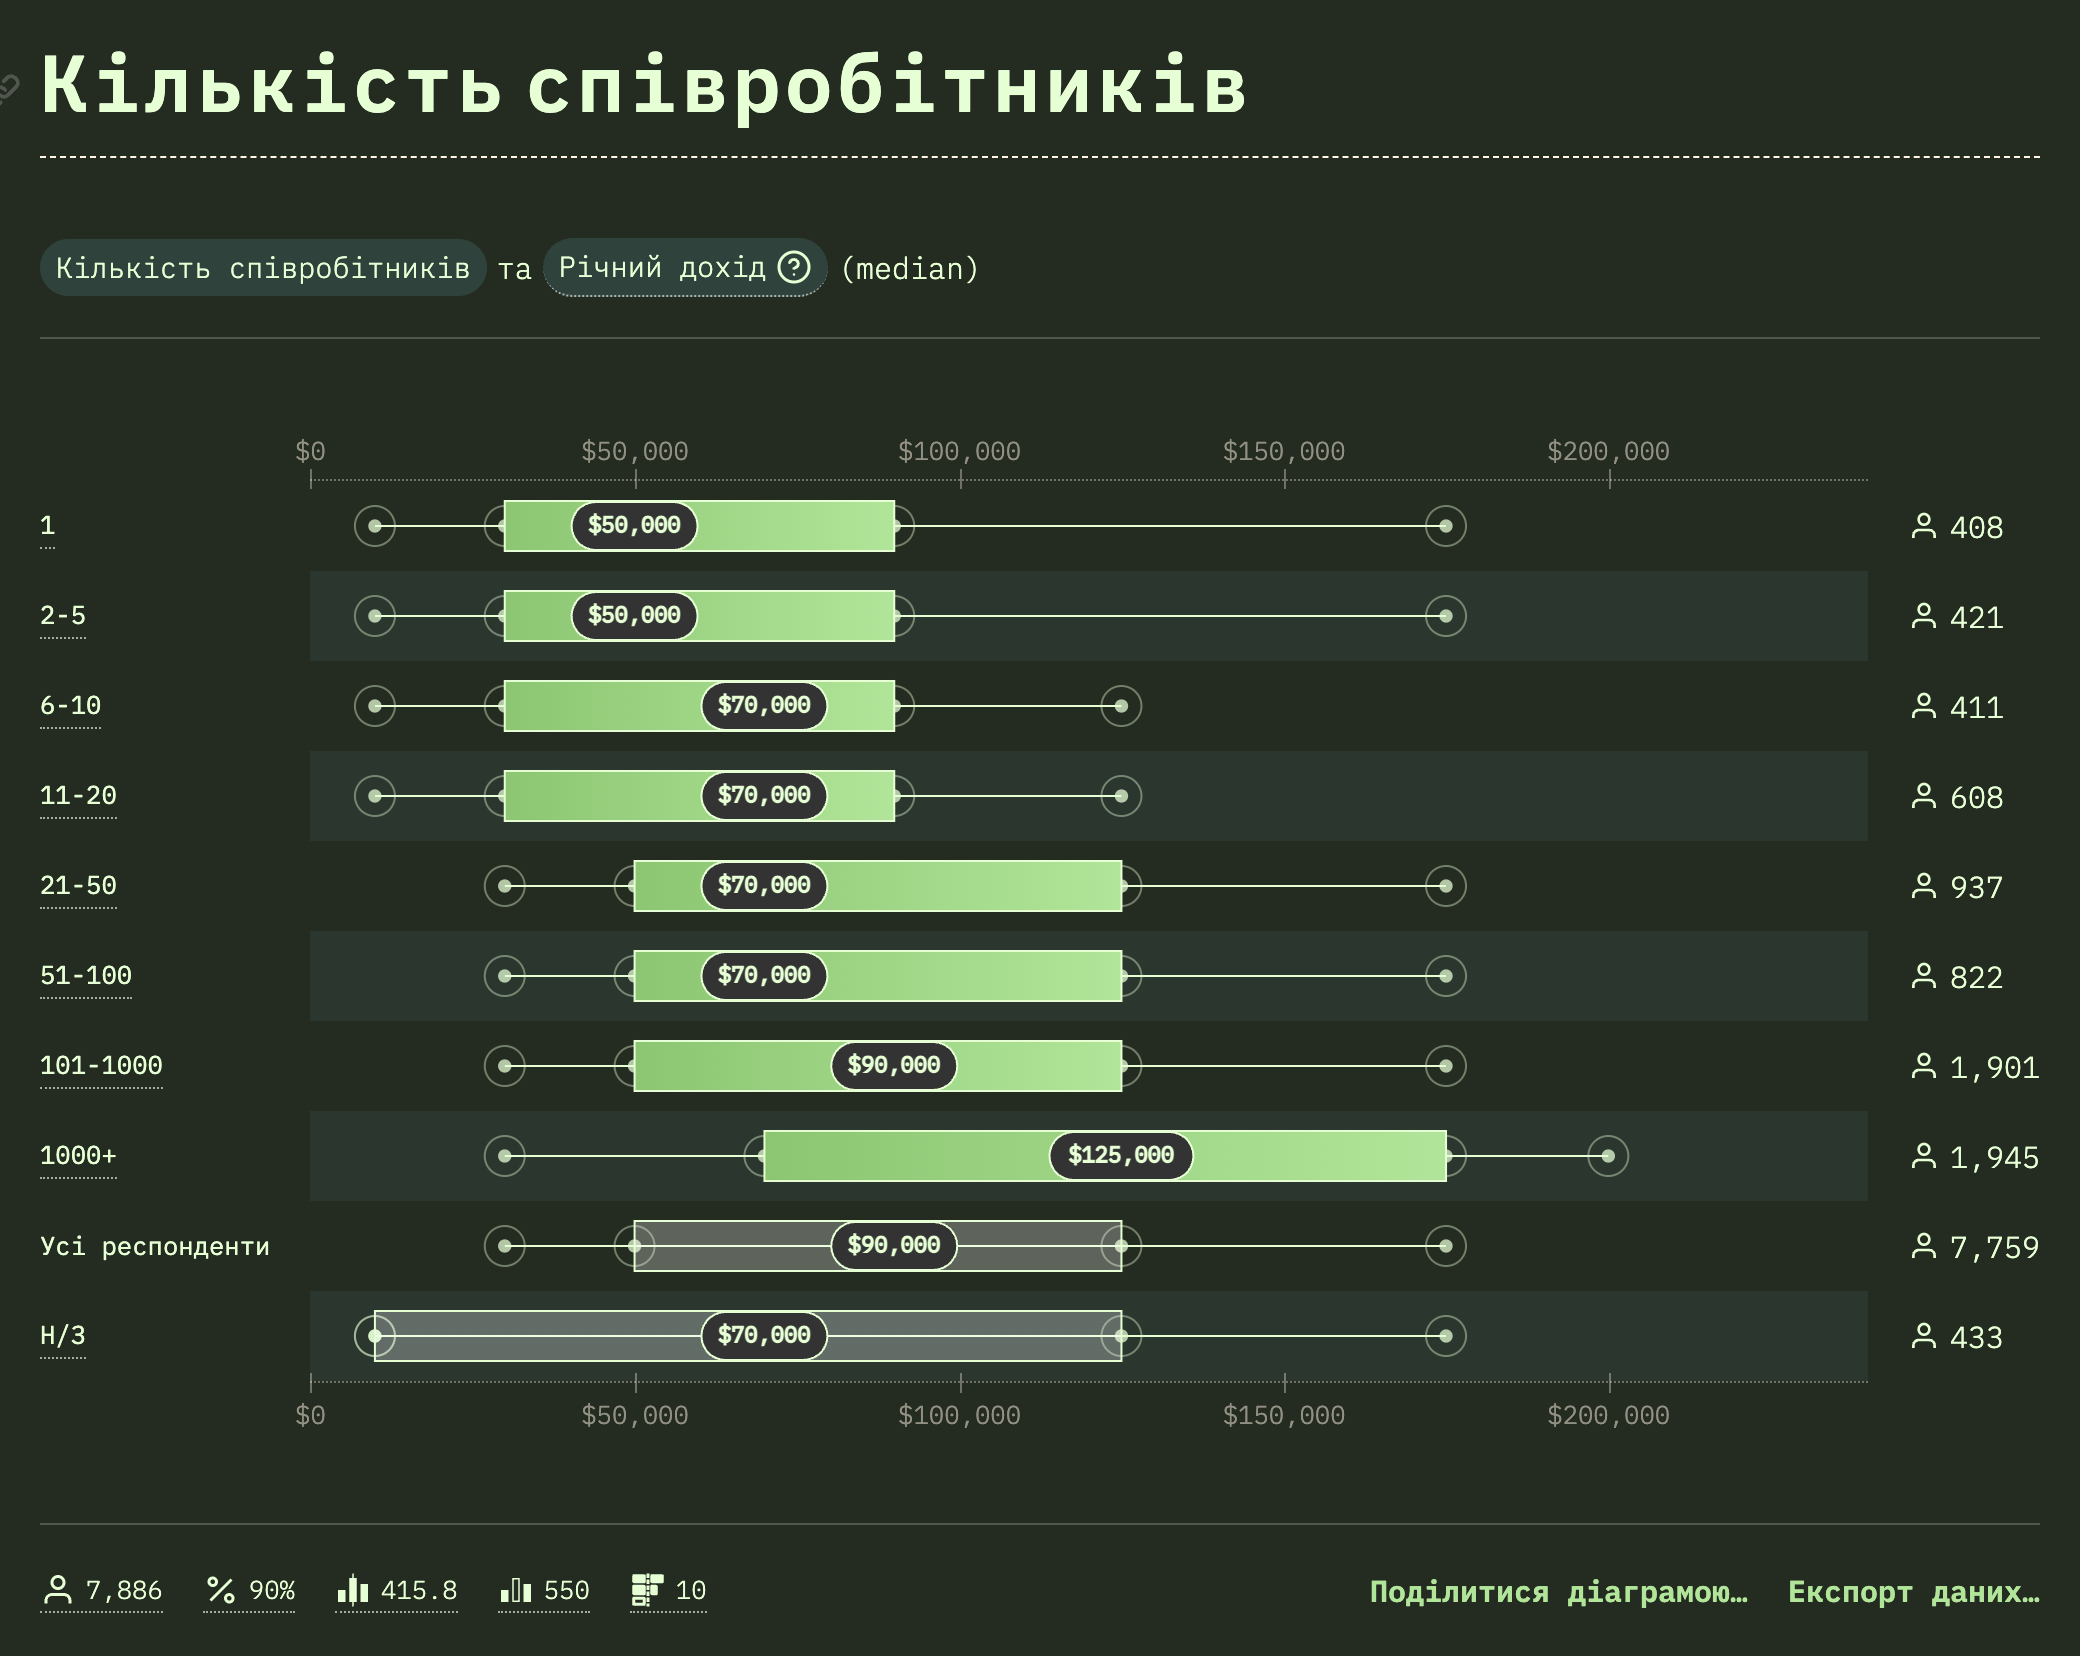 Кількість співробітників
Кількість співробітників та Річний дохід (median)
$0 $50,000 $100,000 $150,000 $200,000
1 $50,000 408
2-5 $50,000 421
6-10 $70,000 411
11-20 $70,000 608
21-50 $70,000 937
51-100 $70,000 822
101-1000 $90,000 1,901
1000+ $125,000 1,945
Усі респонденти $90,000 7,759
Н/З $70,000 433
$0 $50,000 $100,000 $150,000 $200,000
7,886 90% 415.8 550 10 Поділитися діаграмою… Експорт даних…